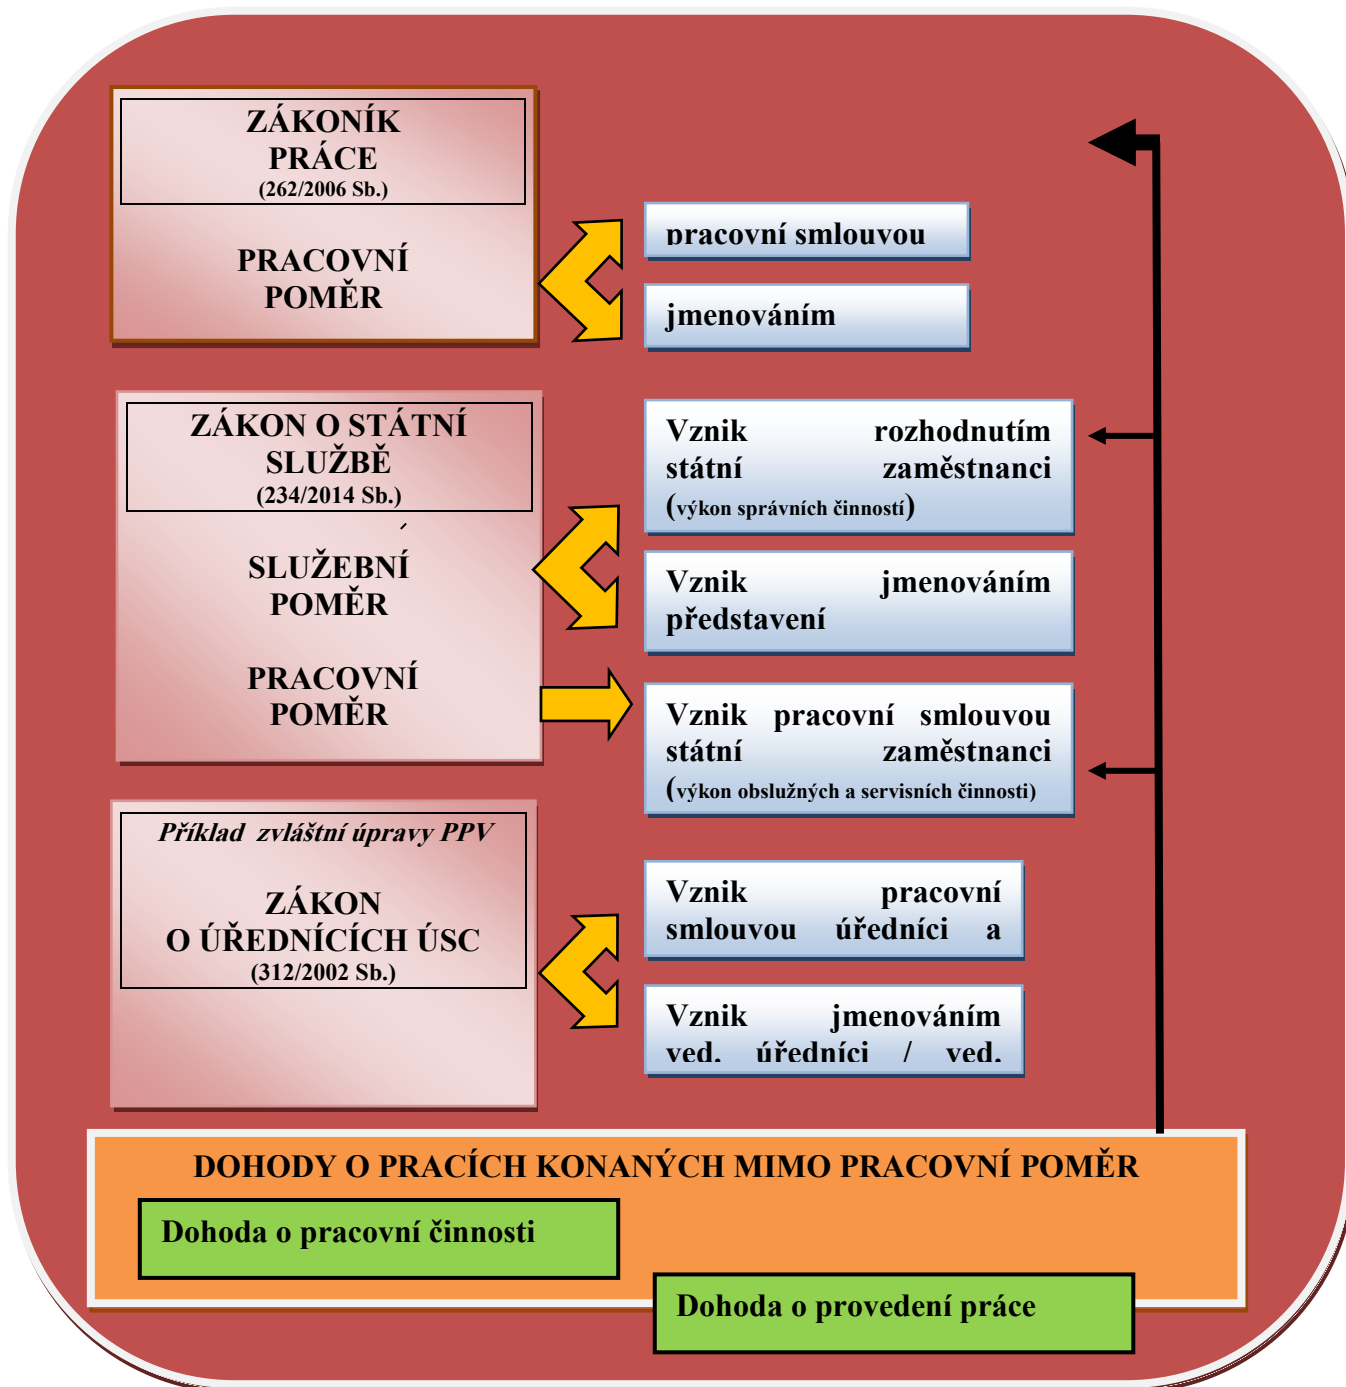 ZÁKONÍK
PRÁCE
(262/2006 Sb.)
PRACOVNÍ
POMĚR
pracovní smlouvou
jmenováním
ZÁKON O STÁTNÍ
SLUŽBĚ
(234/2014 Sb.)
SLUŽEBNÍ
POMĚR
PRACOVNÍ
POMĚR
Vznik rozhodnutím
státní zaměstnanci
(výkon správních činností)
Vznik jmenováním
představení
Vznik pracovní smlouvou
státní zaměstnanci
(výkon obslužných a servisních činnosti)
Příklad zvláštní úpravy PPV
ZÁKON
O ÚŘEDNÍCÍCH ÚSC
(312/2002 Sb.)
Vznik pracovní
smlouvou úředníci a
Vznik jmenováním
ved. úředníci / ved.
DOHODY O PRACÍCH KONANÝCH MIMO PRACOVNÍ POMĚR
Dohoda o pracovní činnosti
Dohoda o provedení práce